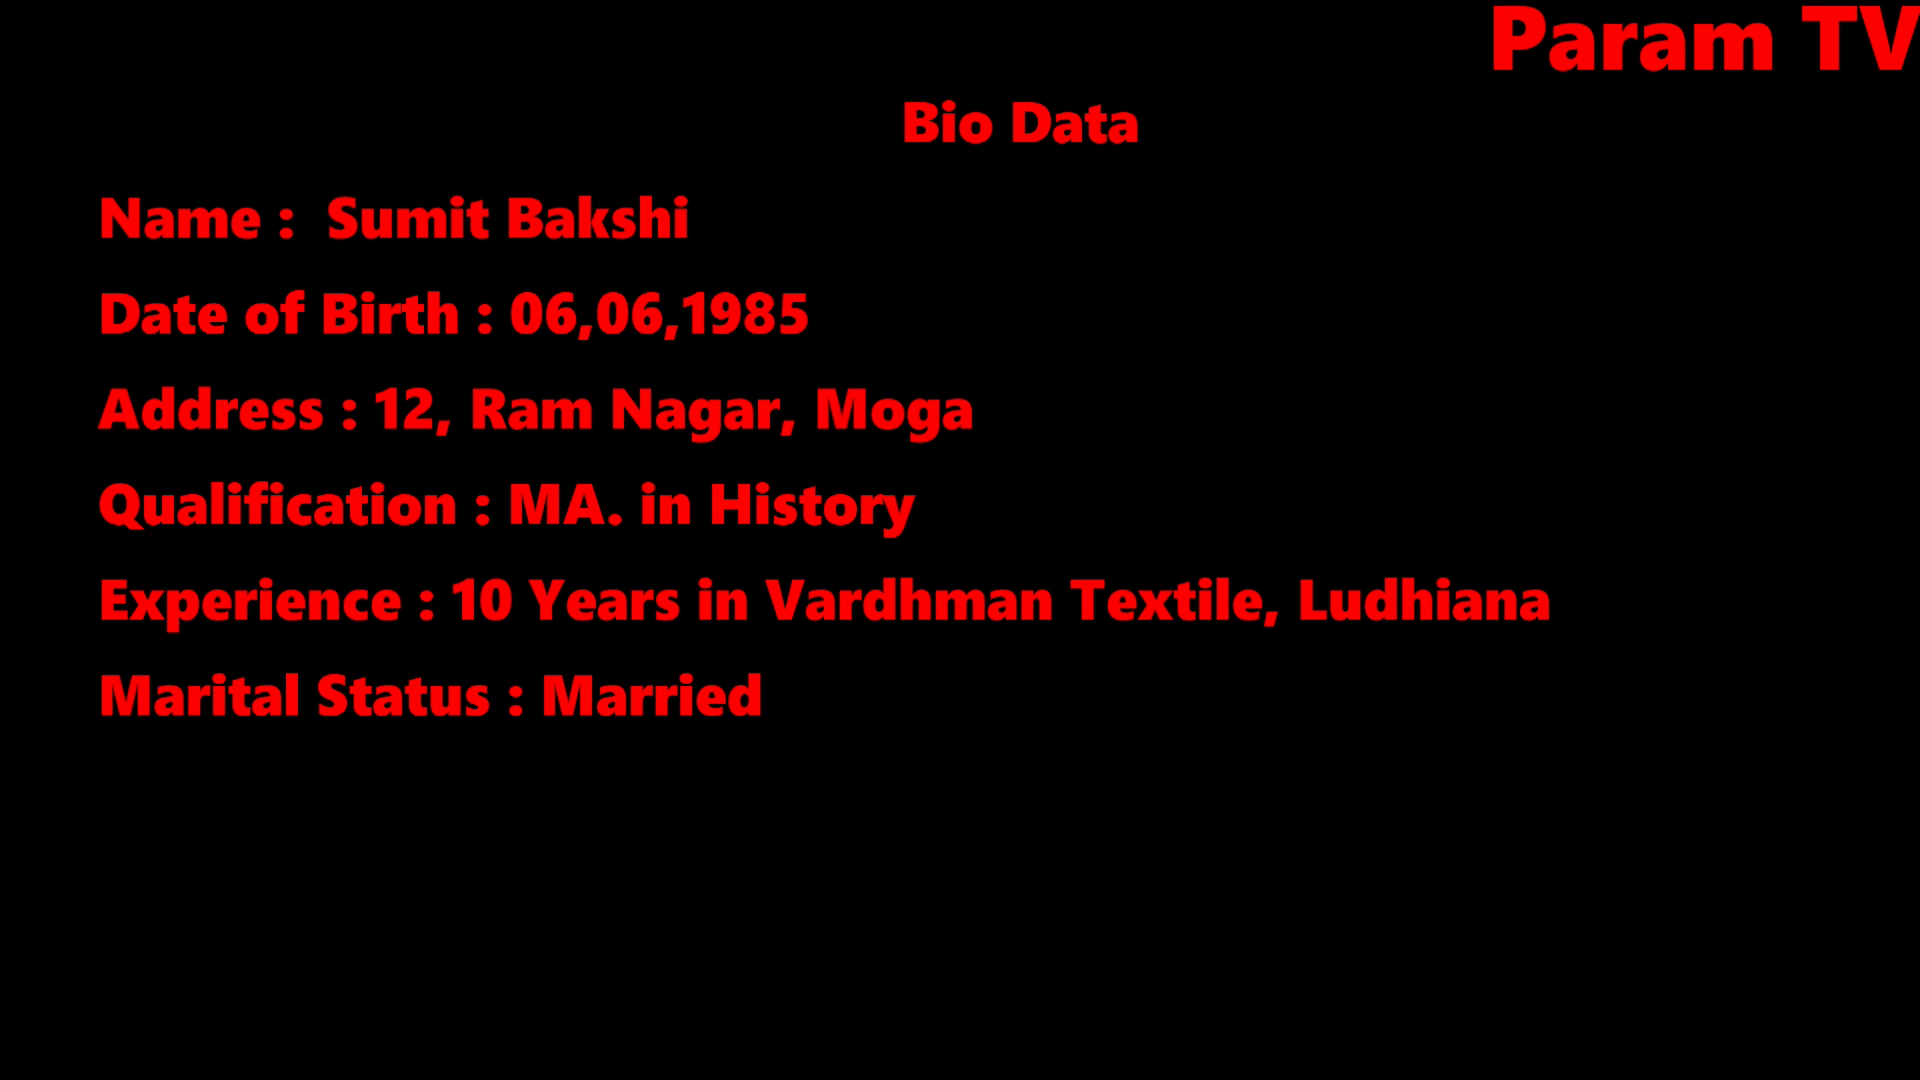 Param TV
Bio Data
Name :  Sumit Bakshi
Date of Birth : 06,06,1985
Address : 12, Ram Nagar, Moga
Qualification : MA. in History
Experience : 10 Years in Vardhman Textile, Ludhiana
Marital Status : Married